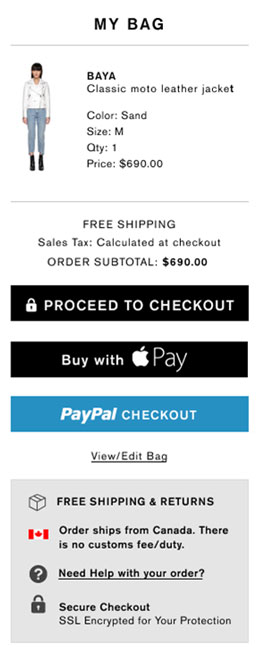 MY BAG
BAYA
Classic moto leather jacket
Color: Sand
Size: M
Qty: 1
Price: $690.00
FREE SHIPPING
Sales Tax: Calculated at checkout
ORDER SUBTOTAL: $690.00
PROCEED TO CHECKOUT
Buy with Pay
PayPal CHECKOUT
View/Edit Bag
FREE SHIPPING & RETURNS
Order ships from Canada. There
is no customs fee/duty.
? Need Help with your order?
Secure Checkout
SSL Encrypted for Your Protection